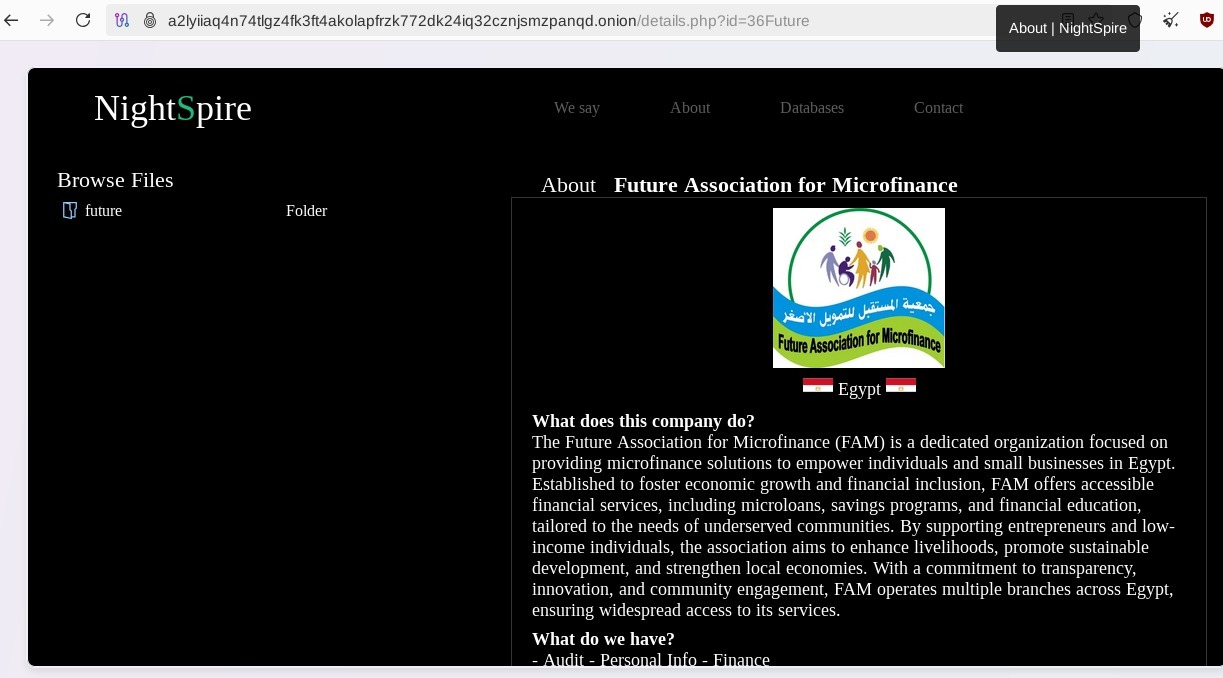 a2lyiiaq4n74tlgz4fk3ft4akolapfrzk772dk24iq32cznjsmzpanqd.onion/details.php?id=36Future
About | NightSpire
NightSpire
We say
About
Databases
Contact
Browse Files
future
Folder
About Future Association for Microfinance
جمعية المستقبل للتمويل الاصغر
Future Association for Microfinance
Egypt
What does this company do?
The Future Association for Microfinance (FAM) is a dedicated organization focused on
providing microfinance solutions to empower individuals and small businesses in Egypt.
Established to foster economic growth and financial inclusion, FAM offers accessible
financial services, including microloans, savings programs, and financial education,
tailored to the needs of underserved communities. By supporting entrepreneurs and low-
income individuals, the association aims to enhance livelihoods, promote sustainable
development, and strengthen local economies. With a commitment to transparency,
innovation, and community engagement, FAM operates multiple branches across Egypt,
ensuring widespread access to its services.
What do we have?
- Audit - Personal Info - Finance